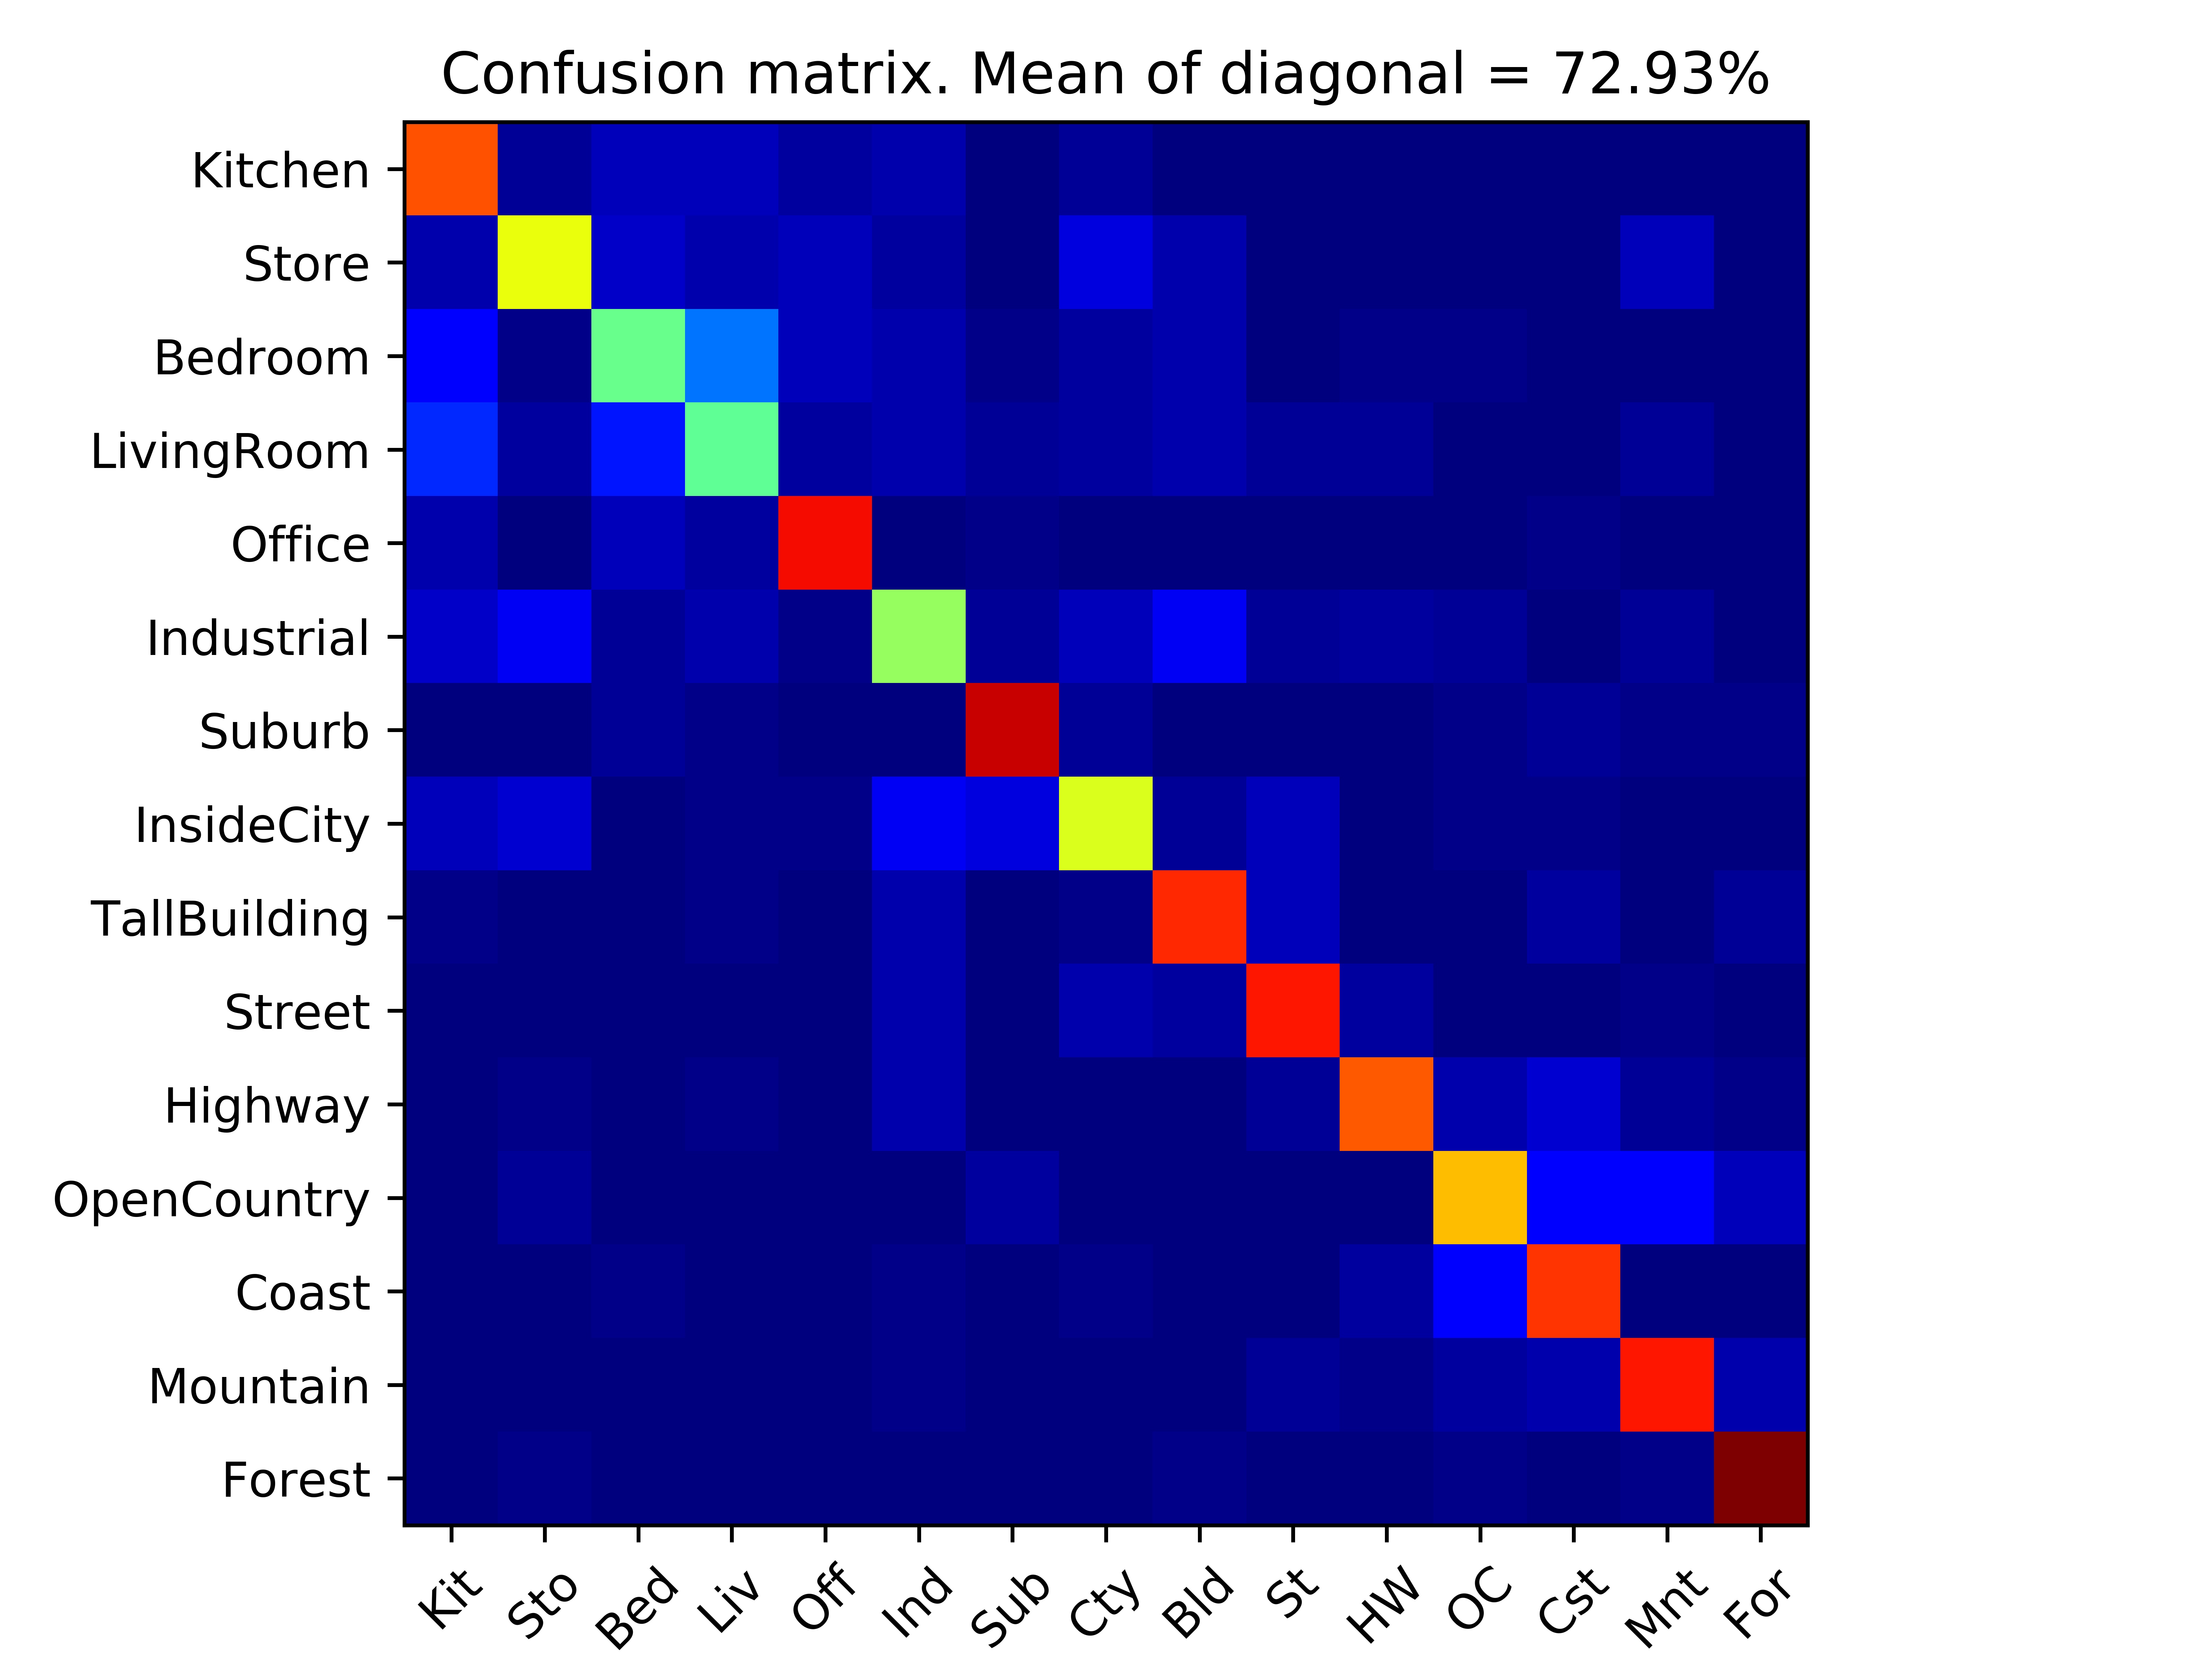 Confusion matrix. Mean of diagonal = 72.93%
Kitchen
Store
Bedroom
LivingRoom
Office
Industrial
Suburb
InsideCity
TallBuilding
Street
Highway
OpenCountry
Coast
Mountain
Forest
Kit Sto Bed Liv Off Ind Sub Cty Bld St HW OC Cst Mnt For